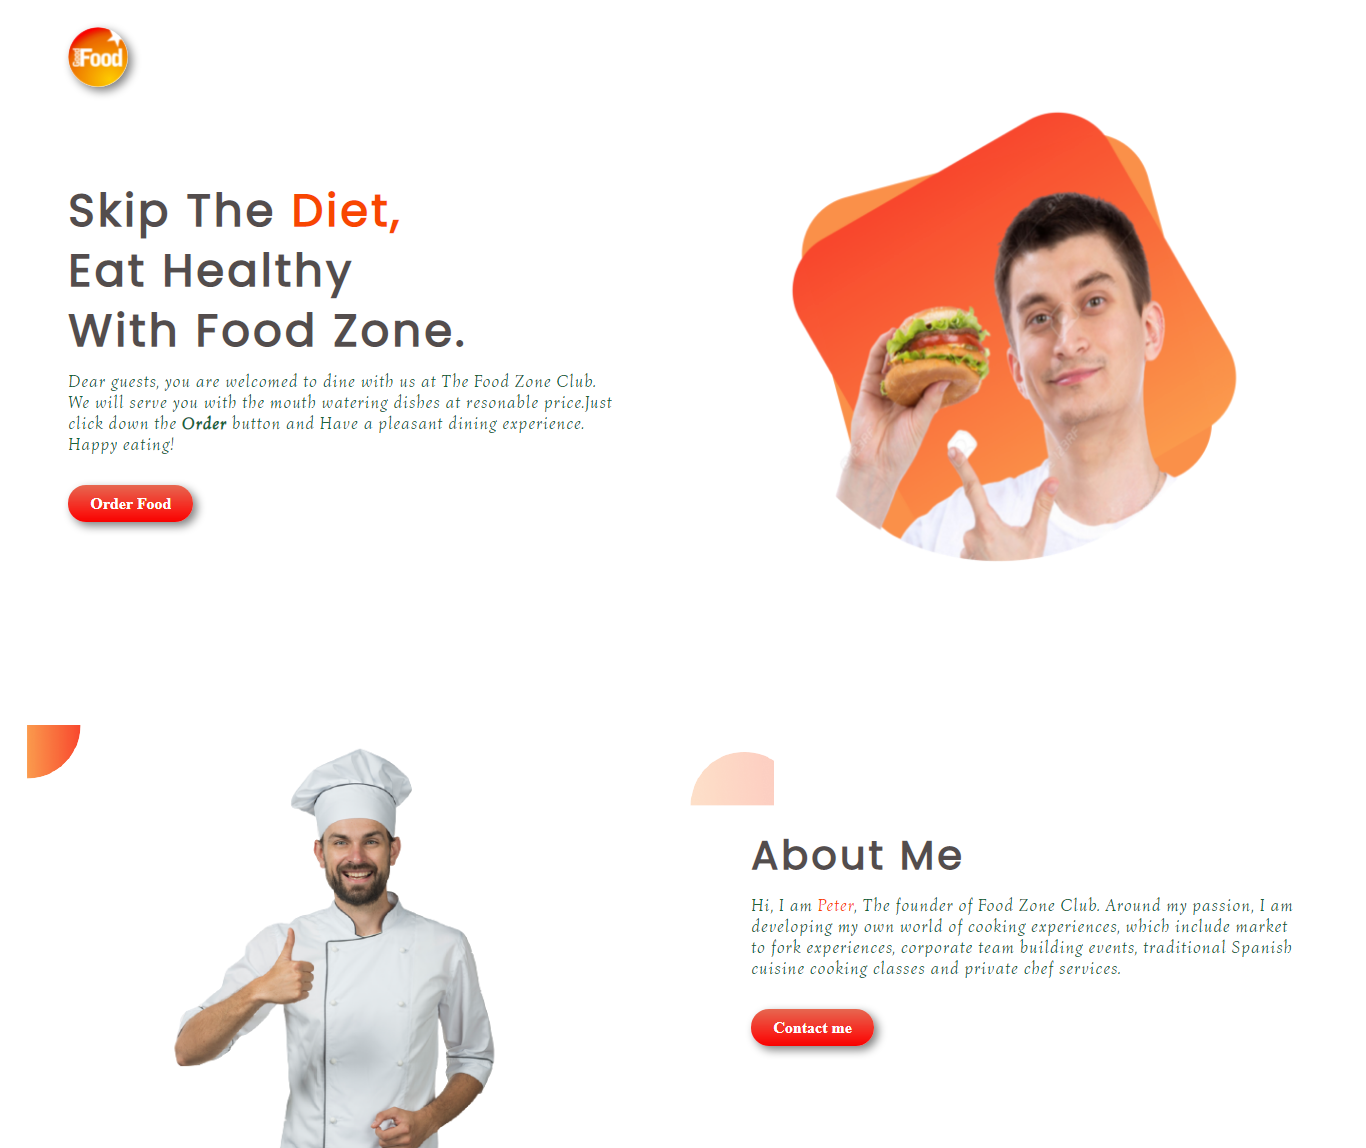 Good
Food
Skip The Diet,
Eat Healthy
With Food Zone.
Dear guests, you are welcomed to dine with us at The Food Zone Club.
We will serve you with the mouth watering dishes at resonable price.Just
click down the Order button and Have a pleasant dining experience.
Happy eating!
Order Food
About Me
Hi, I am Peter, The founder of Food Zone Club. Around my passion, I am
developing my own world of cooking experiences, which include market
to fork experiences, corporate team building events, traditional Spanish
cuisine cooking classes and private chef services.
Contact me